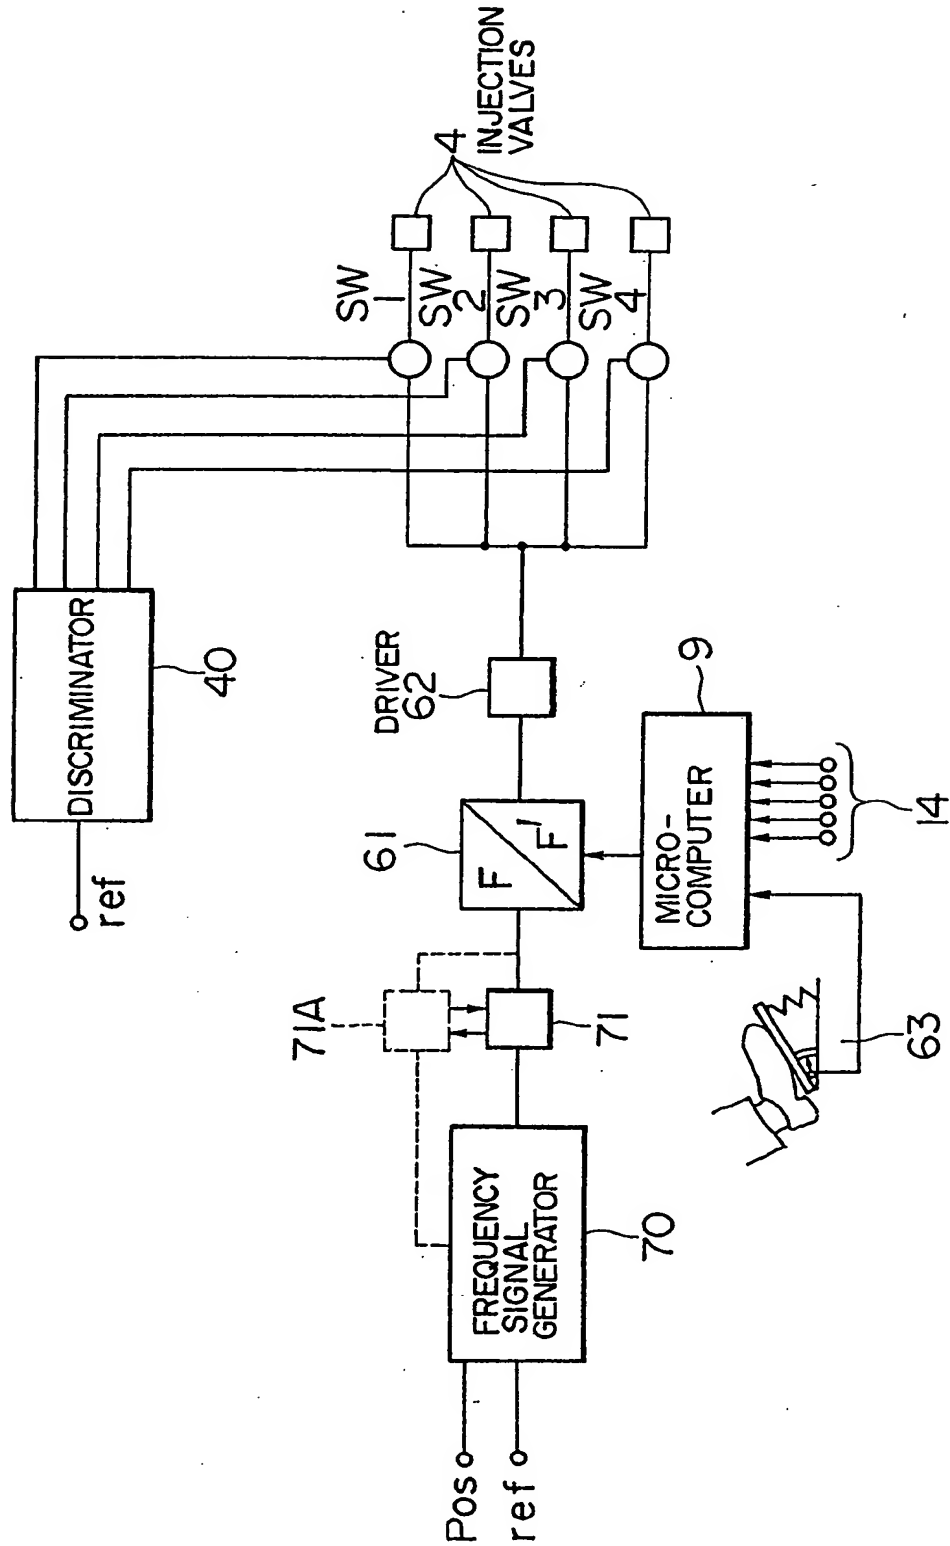 DISCRIMINATOR
40
ref
SW
1
SW
2
SW
3
SW
4
4
INJECTION
VALVES
DRIVER
62
61
F
F'
71A
71
FREQUENCY
SIGNAL
GENERATOR
70
Pos
ref
MICRO-
COMPUTER
9
14
63